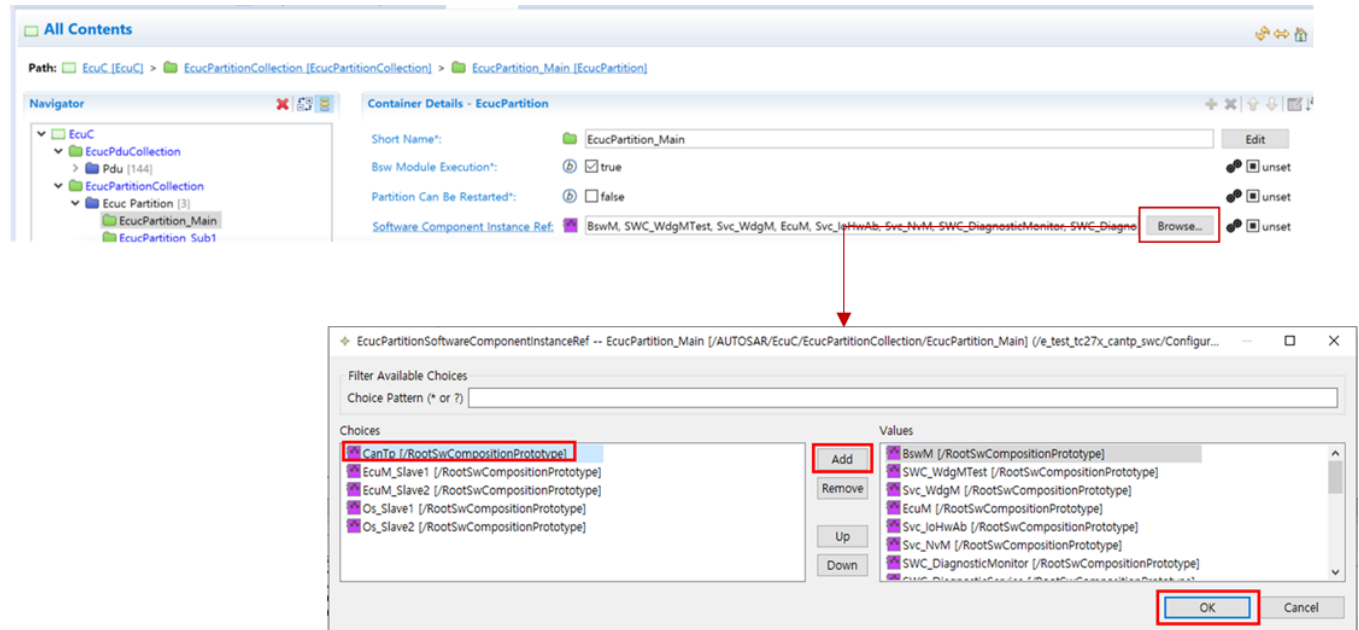 All Contents
Path: EcuC [EcuC] > EcucPartitionCollection [EcucPartitionCollection] > EcucPartition_Main [EcucPartition]
Navigator
EcuC
EcucPduCollection
Pdu [144]
EcucPartitionCollection
Ecuc Partition [3]
EcucPartition_Main
EcucPartition_Sub1
Container Details - EcucPartition
Short Name*: EcucPartition_Main Edit
Bsw Module Execution*: true unset
Partition Can Be Restarted*: false unset
Software Component Instance Ref: BswM, SWC_WdgMTest, Svc_WdgM, EcuM, Svc_IoHwAb, Svc_NvM, SWC_DiagnosticMonitor, SWC_Diagno Browse... unset
EcucPartitionSoftwareComponentInstanceRef -- EcucPartition_Main [/AUTOSAR/EcuC/EcucPartitionCollection/EcucPartition_Main] (/e_test_tc27x_cantp_swc/Configur...
Filter Available Choices
Choice Pattern (* or ?)
Choices
CanTp [/RootSwCompositionPrototype]
EcuM_Slave1 [/RootSwCompositionPrototype]
EcuM_Slave2 [/RootSwCompositionPrototype]
Os_Slave1 [/RootSwCompositionPrototype]
Os_Slave2 [/RootSwCompositionPrototype]
Add
Remove
Up
Down
Values
BswM [/RootSwCompositionPrototype]
SWC_WdgMTest [/RootSwCompositionPrototype]
Svc_WdgM [/RootSwCompositionPrototype]
EcuM [/RootSwCompositionPrototype]
Svc_IoHwAb [/RootSwCompositionPrototype]
Svc_NvM [/RootSwCompositionPrototype]
SWC_DiagnosticMonitor [/RootSwCompositionPrototype]
SWC_DiagnosticService [/RootSwCompositionPrototype]
OK Cancel